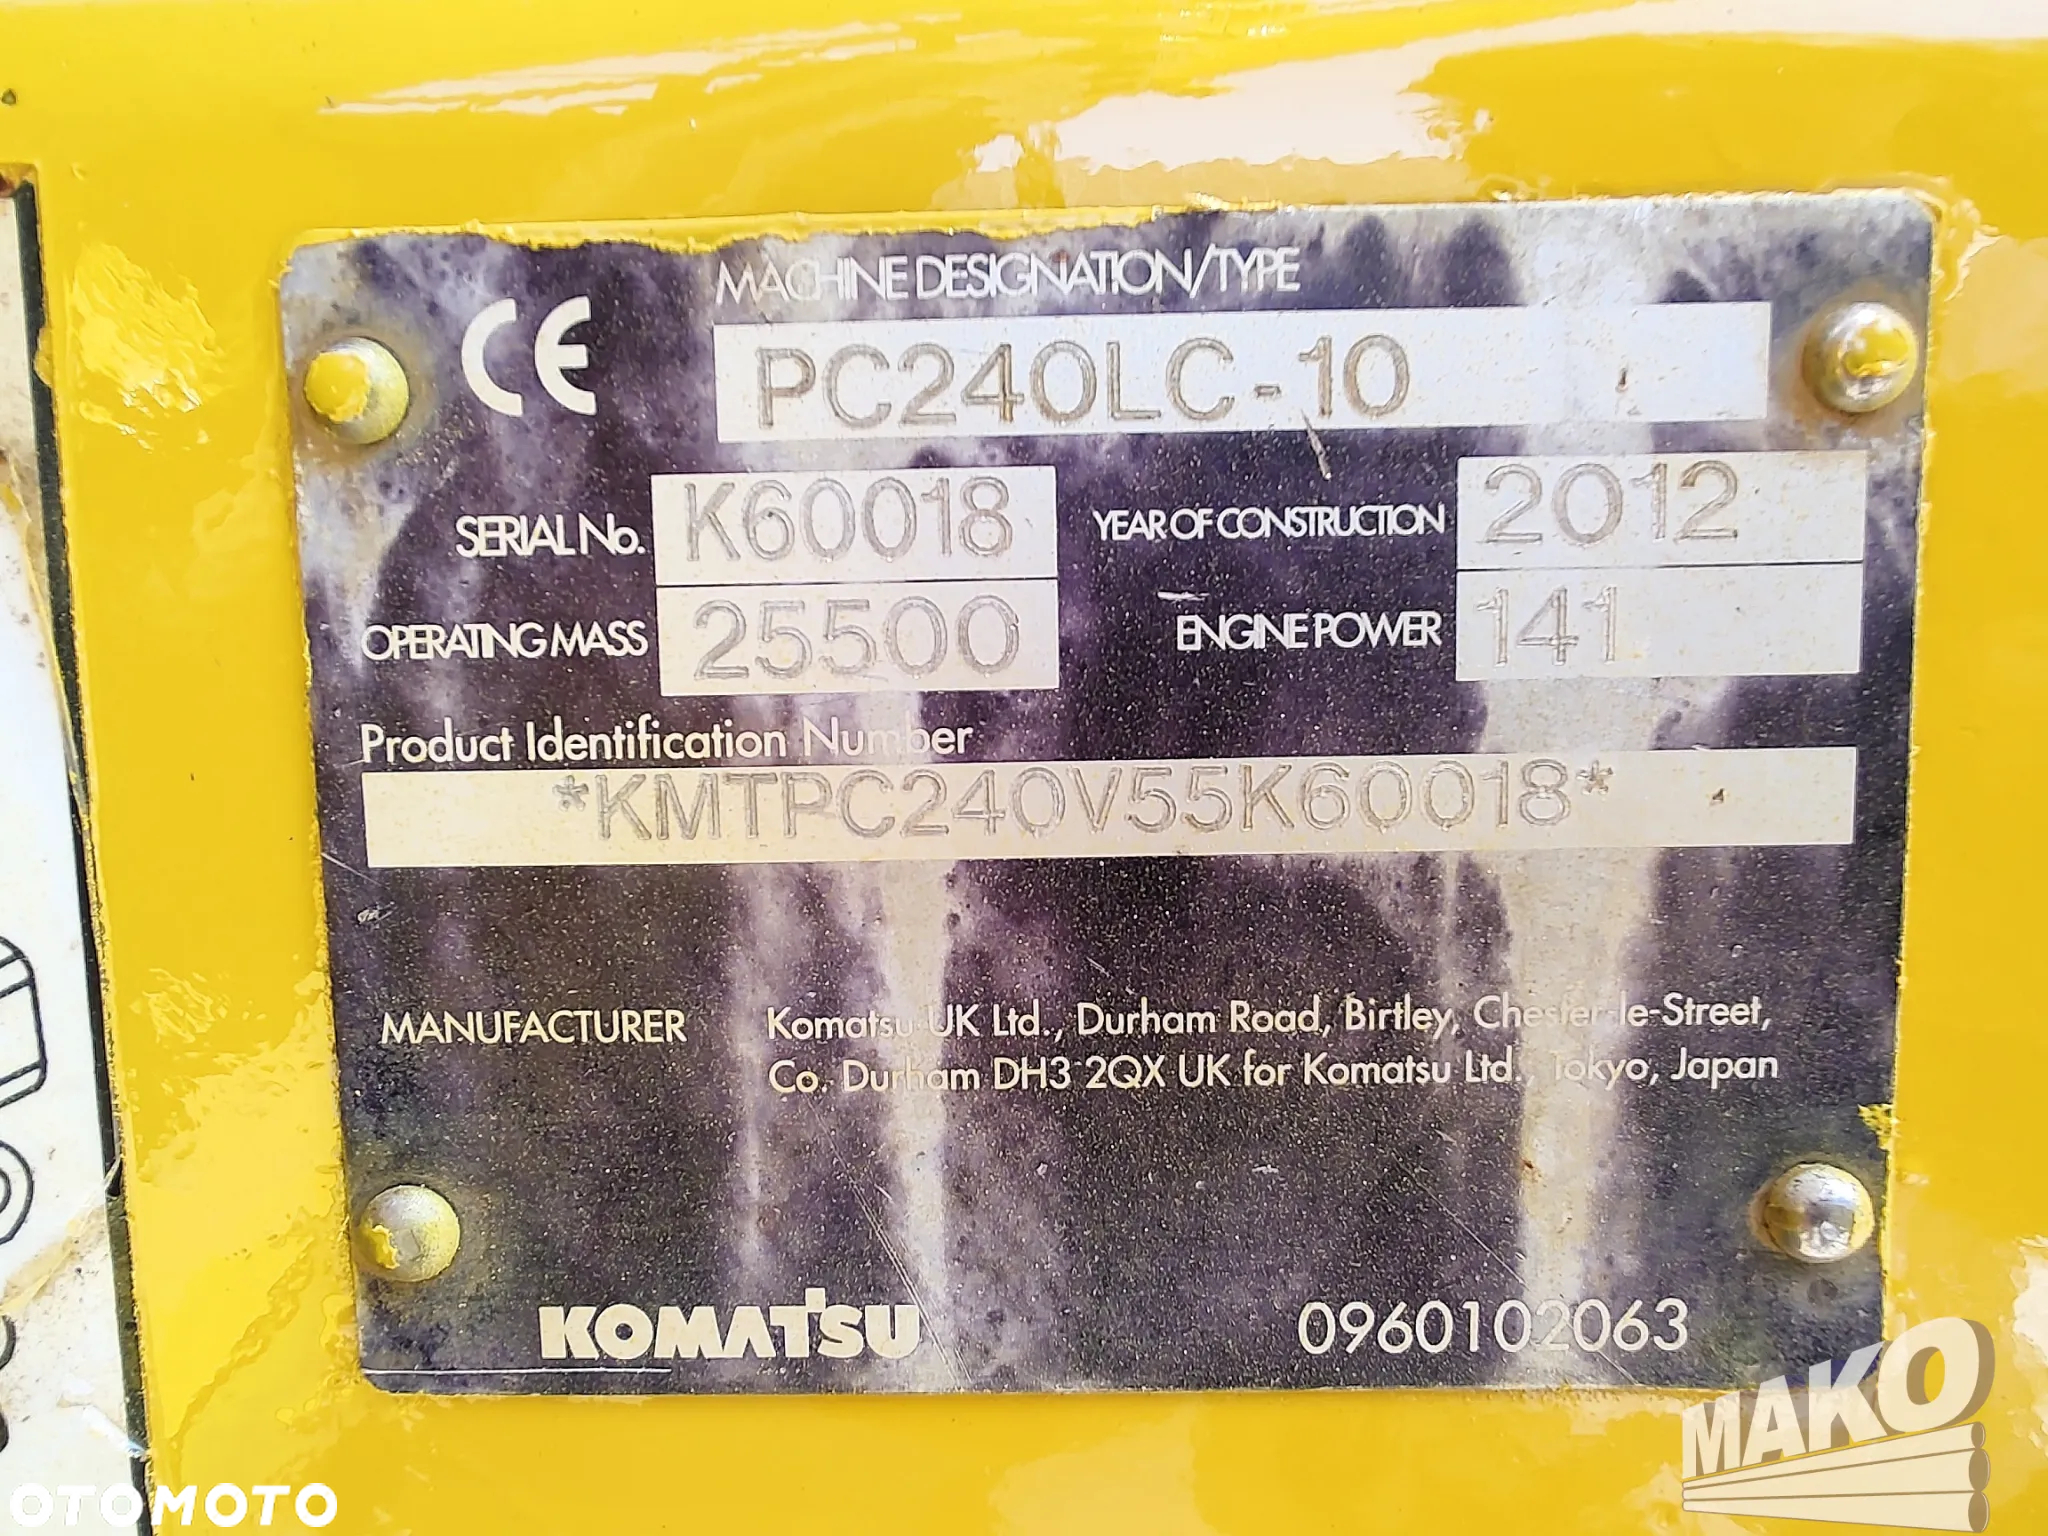 MACHINE DESIGNATION/TYPE
CE
PC240LC-10
SERIAL No. K60018
YEAR OF CONSTRUCTION 2012
OPERATING MASS 25500
ENGINE POWER 141
Product Identification Number
*KMTPC240V55K60018*
MANUFACTURER Komatsu UK Ltd., Durham Road, Birtley, Chester-le-Street,
Co. Durham DH3 2QX UK for Komatsu Ltd., Tokyo, Japan
KOMATSU
0960102063
MAKO
OTOMOTO